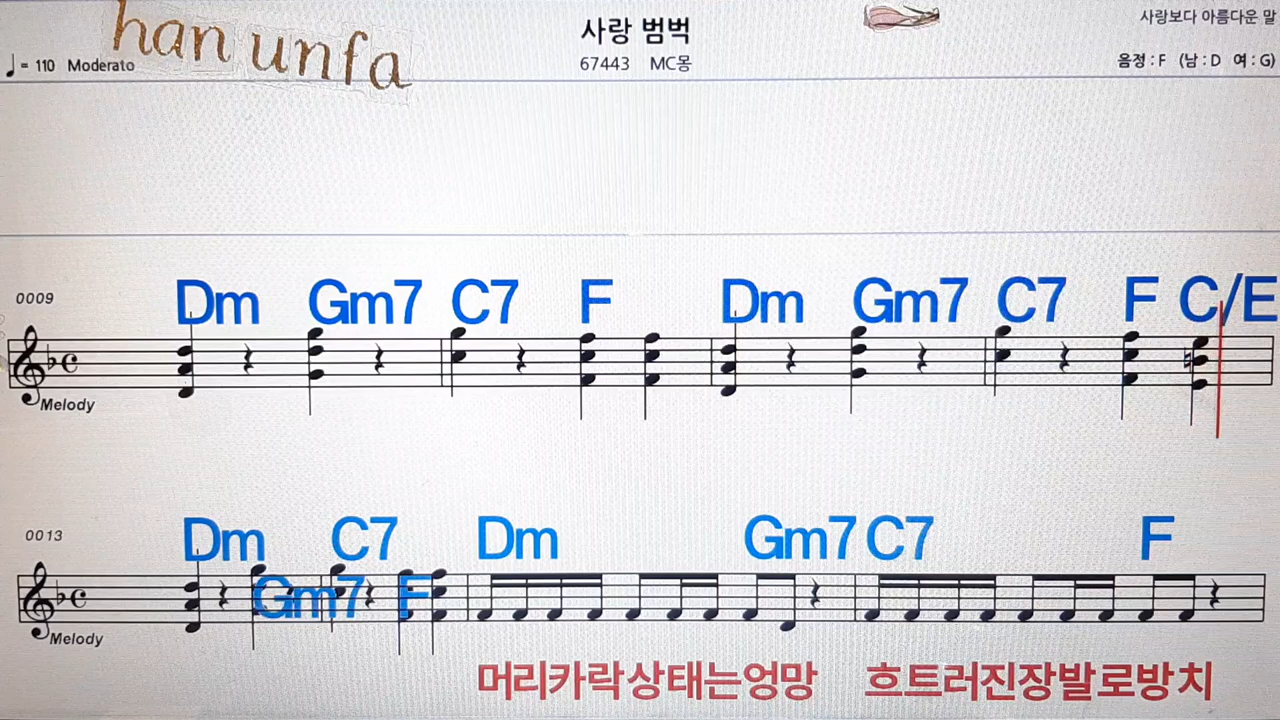 han unfa
사랑 범벅
사랑보다 아름다운 말
♩ = 110 Moderato
67443 MC몽
음정 : F (남 : D 여 : G)
0009
Dm Gm7 C7 F Dm Gm7 C7 F C/E
Melody
0013
Dm Gm7 C7 F Dm Gm7 C7 F
Melody
머리카락상태는엉망 흐트러진장발로방치